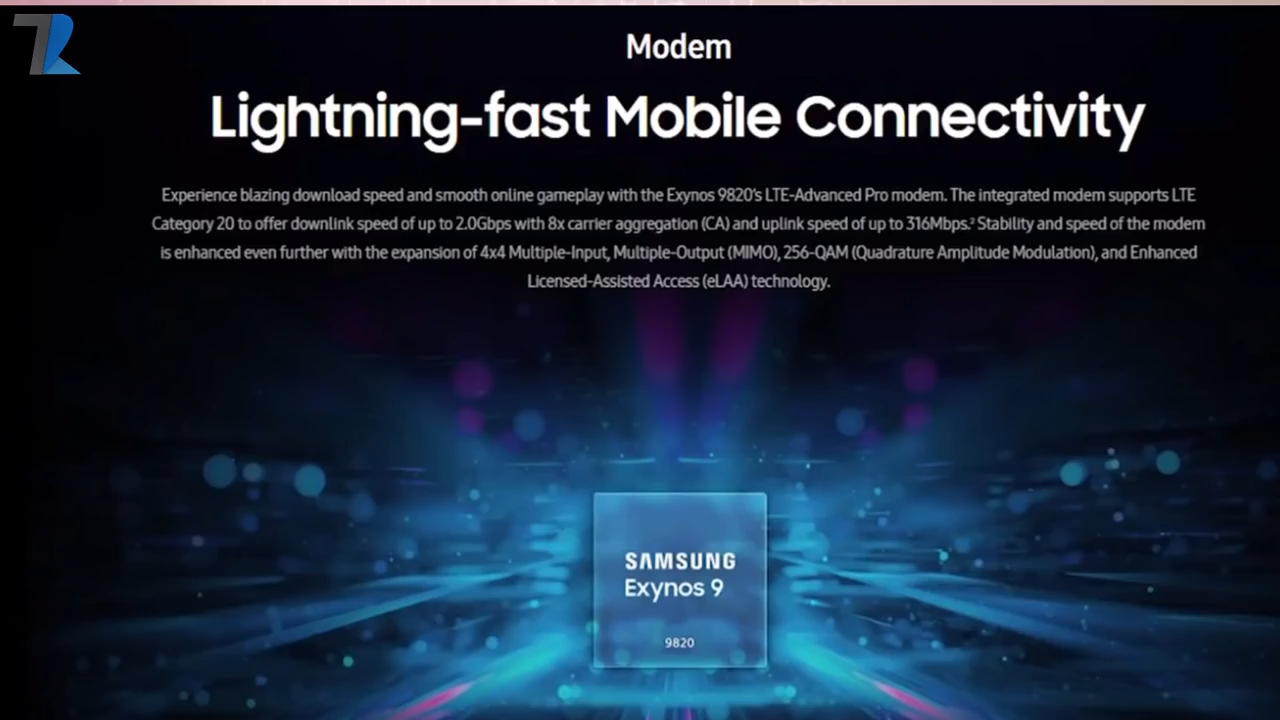 Modem
Lightning-fast Mobile Connectivity
Experience blazing download speed and smooth online gameplay with the Exynos 9820's LTE-Advanced Pro modem. The integrated modem supports LTE
Category 20 to offer downlink speed of up to 2.0Gbps with 8x carrier aggregation (CA) and uplink speed of up to 316Mbps.² Stability and speed of the modem
is enhanced even further with the expansion of 4x4 Multiple-Input, Multiple-Output (MIMO), 256-QAM (Quadrature Amplitude Modulation), and Enhanced
Licensed-Assisted Access (eLAA) technology.
SAMSUNG
Exynos 9
9820